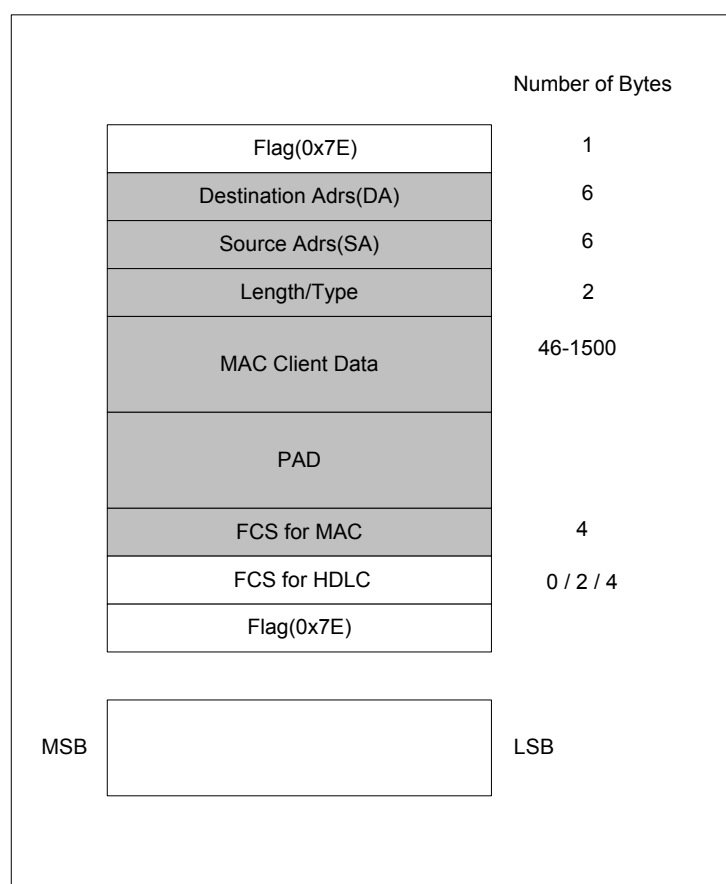 Number of Bytes
Flag(0x7E) 1
Destination Adrs(DA) 6
Source Adrs(SA) 6
Length/Type 2
MAC Client Data 46-1500
PAD
FCS for MAC 4
FCS for HDLC 0 / 2 / 4
Flag(0x7E)
MSB LSB